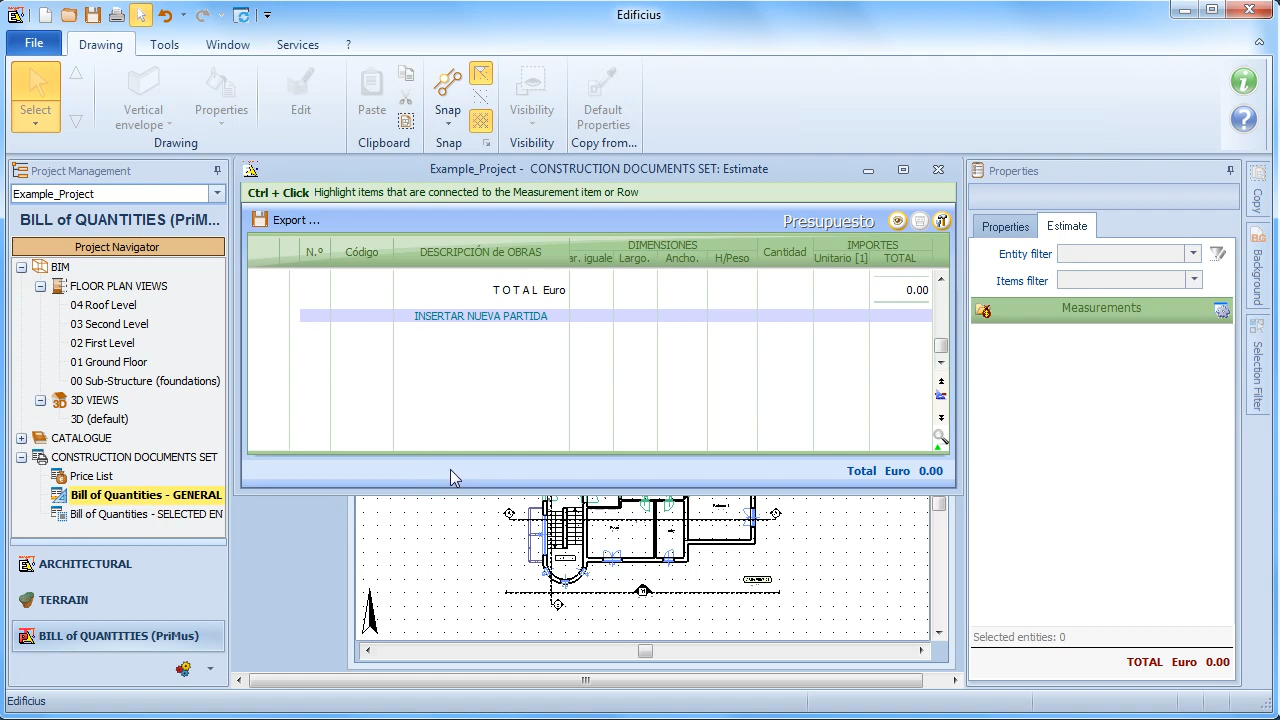 Edificius
File Drawing Tools Window Services ?
Select
Vertical envelope
Properties
Edit
Drawing
Paste
Clipboard
Snap
Snap
Visibility
Visibility
Default Properties
Copy from...
Project Management
Example_Project
BILL of QUANTITIES (PriM...
Project Navigator
BIM
FLOOR PLAN VIEWS
04 Roof Level
03 Second Level
02 First Level
01 Ground Floor
00 Sub-Structure (foundations)
3D VIEWS
3D (default)
CATALOGUE
CONSTRUCTION DOCUMENTS SET
Price List
Bill of Quantities - GENERAL
Bill of Quantities - SELECTED EN
ARCHITECTURAL
TERRAIN
BILL of QUANTITIES (PriMus)
Example_Project - CONSTRUCTION DOCUMENTS SET: Estimate
Ctrl + Click Highlight items that are connected to the Measurement item or Row
Export ...
Presupuesto
DIMENSIONES IMPORTES
N.º Código DESCRIPCIÓN de OBRAS ar. iguale Largo. Ancho. H/Peso Cantidad Unitario [1] TOTAL
T O T A L Euro 0.00
INSERTAR NUEVA PARTIDA
Total Euro 0.00
Properties
Properties Estimate
Entity filter
Items filter
Measurements
Selected entities: 0
TOTAL Euro 0.00
Copy
Background
Selection Filter
Edificius